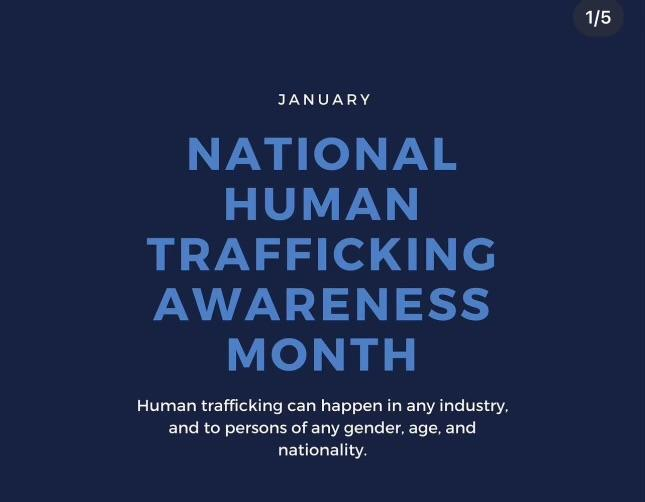 1/5
JANUARY
NATIONAL
HUMAN
TRAFFICKING
AWARENESS
MONTH
Human trafficking can happen in any industry,
and to persons of any gender, age, and
nationality.